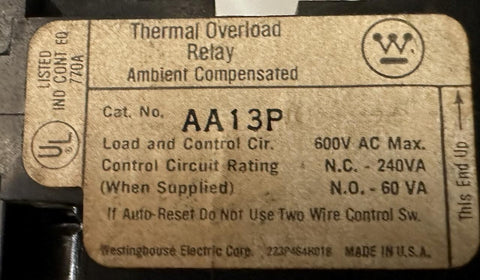 LISTED
IND CONT EQ
770A
UL
Thermal Overload
Relay
Ambient Compensated
W
Cat. No. AA13P
Load and Control Cir. 600V AC Max.
Control Circuit Rating N.C. - 240VA
(When Supplied) N.O. - 60 VA
If Auto-Reset Do Not Use Two Wire Control Sw.
Westinghouse Electric Corp. MADE IN U.S.A.
This End Up